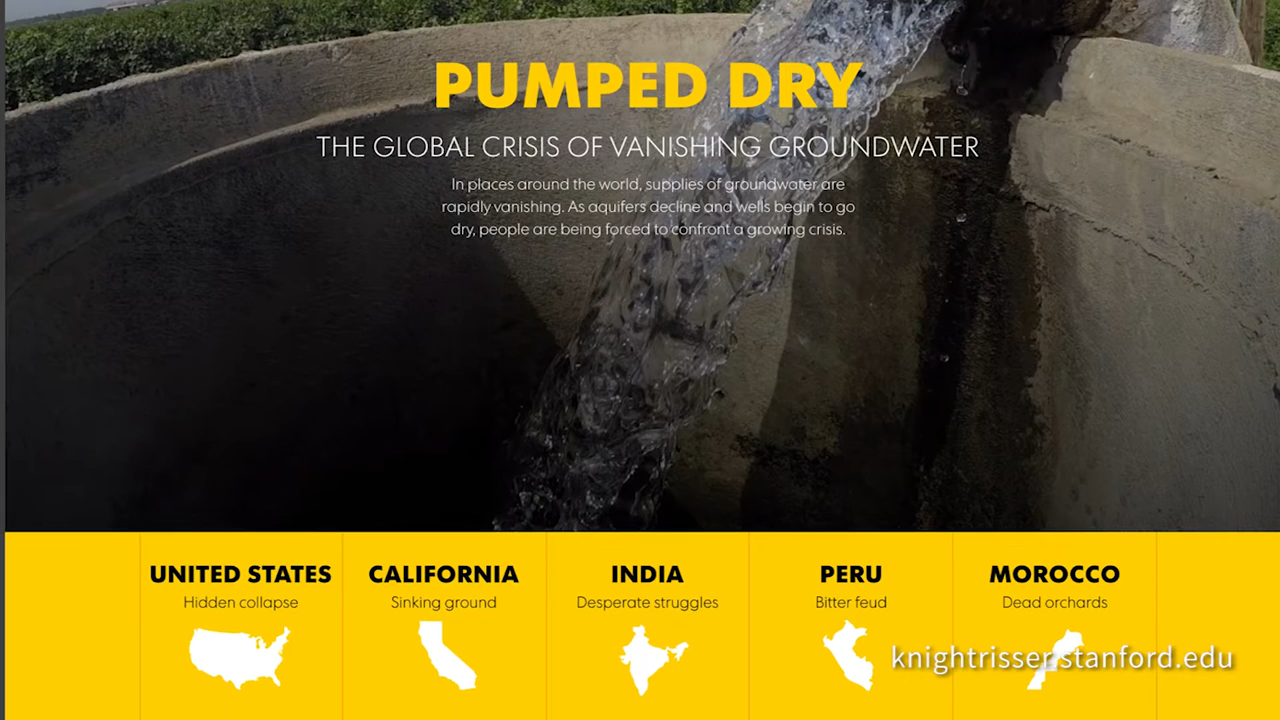 PUMPED DRY
THE GLOBAL CRISIS OF VANISHING GROUNDWATER
In places around the world, supplies of groundwater are
rapidly vanishing. As aquifers decline and wells begin to go
dry, people are being forced to confront a growing crisis.
UNITED STATES
Hidden collapse
CALIFORNIA
Sinking ground
INDIA
Desperate struggles
PERU
Bitter feud
MOROCCO
Dead orchards
knightrisser.stanford.edu